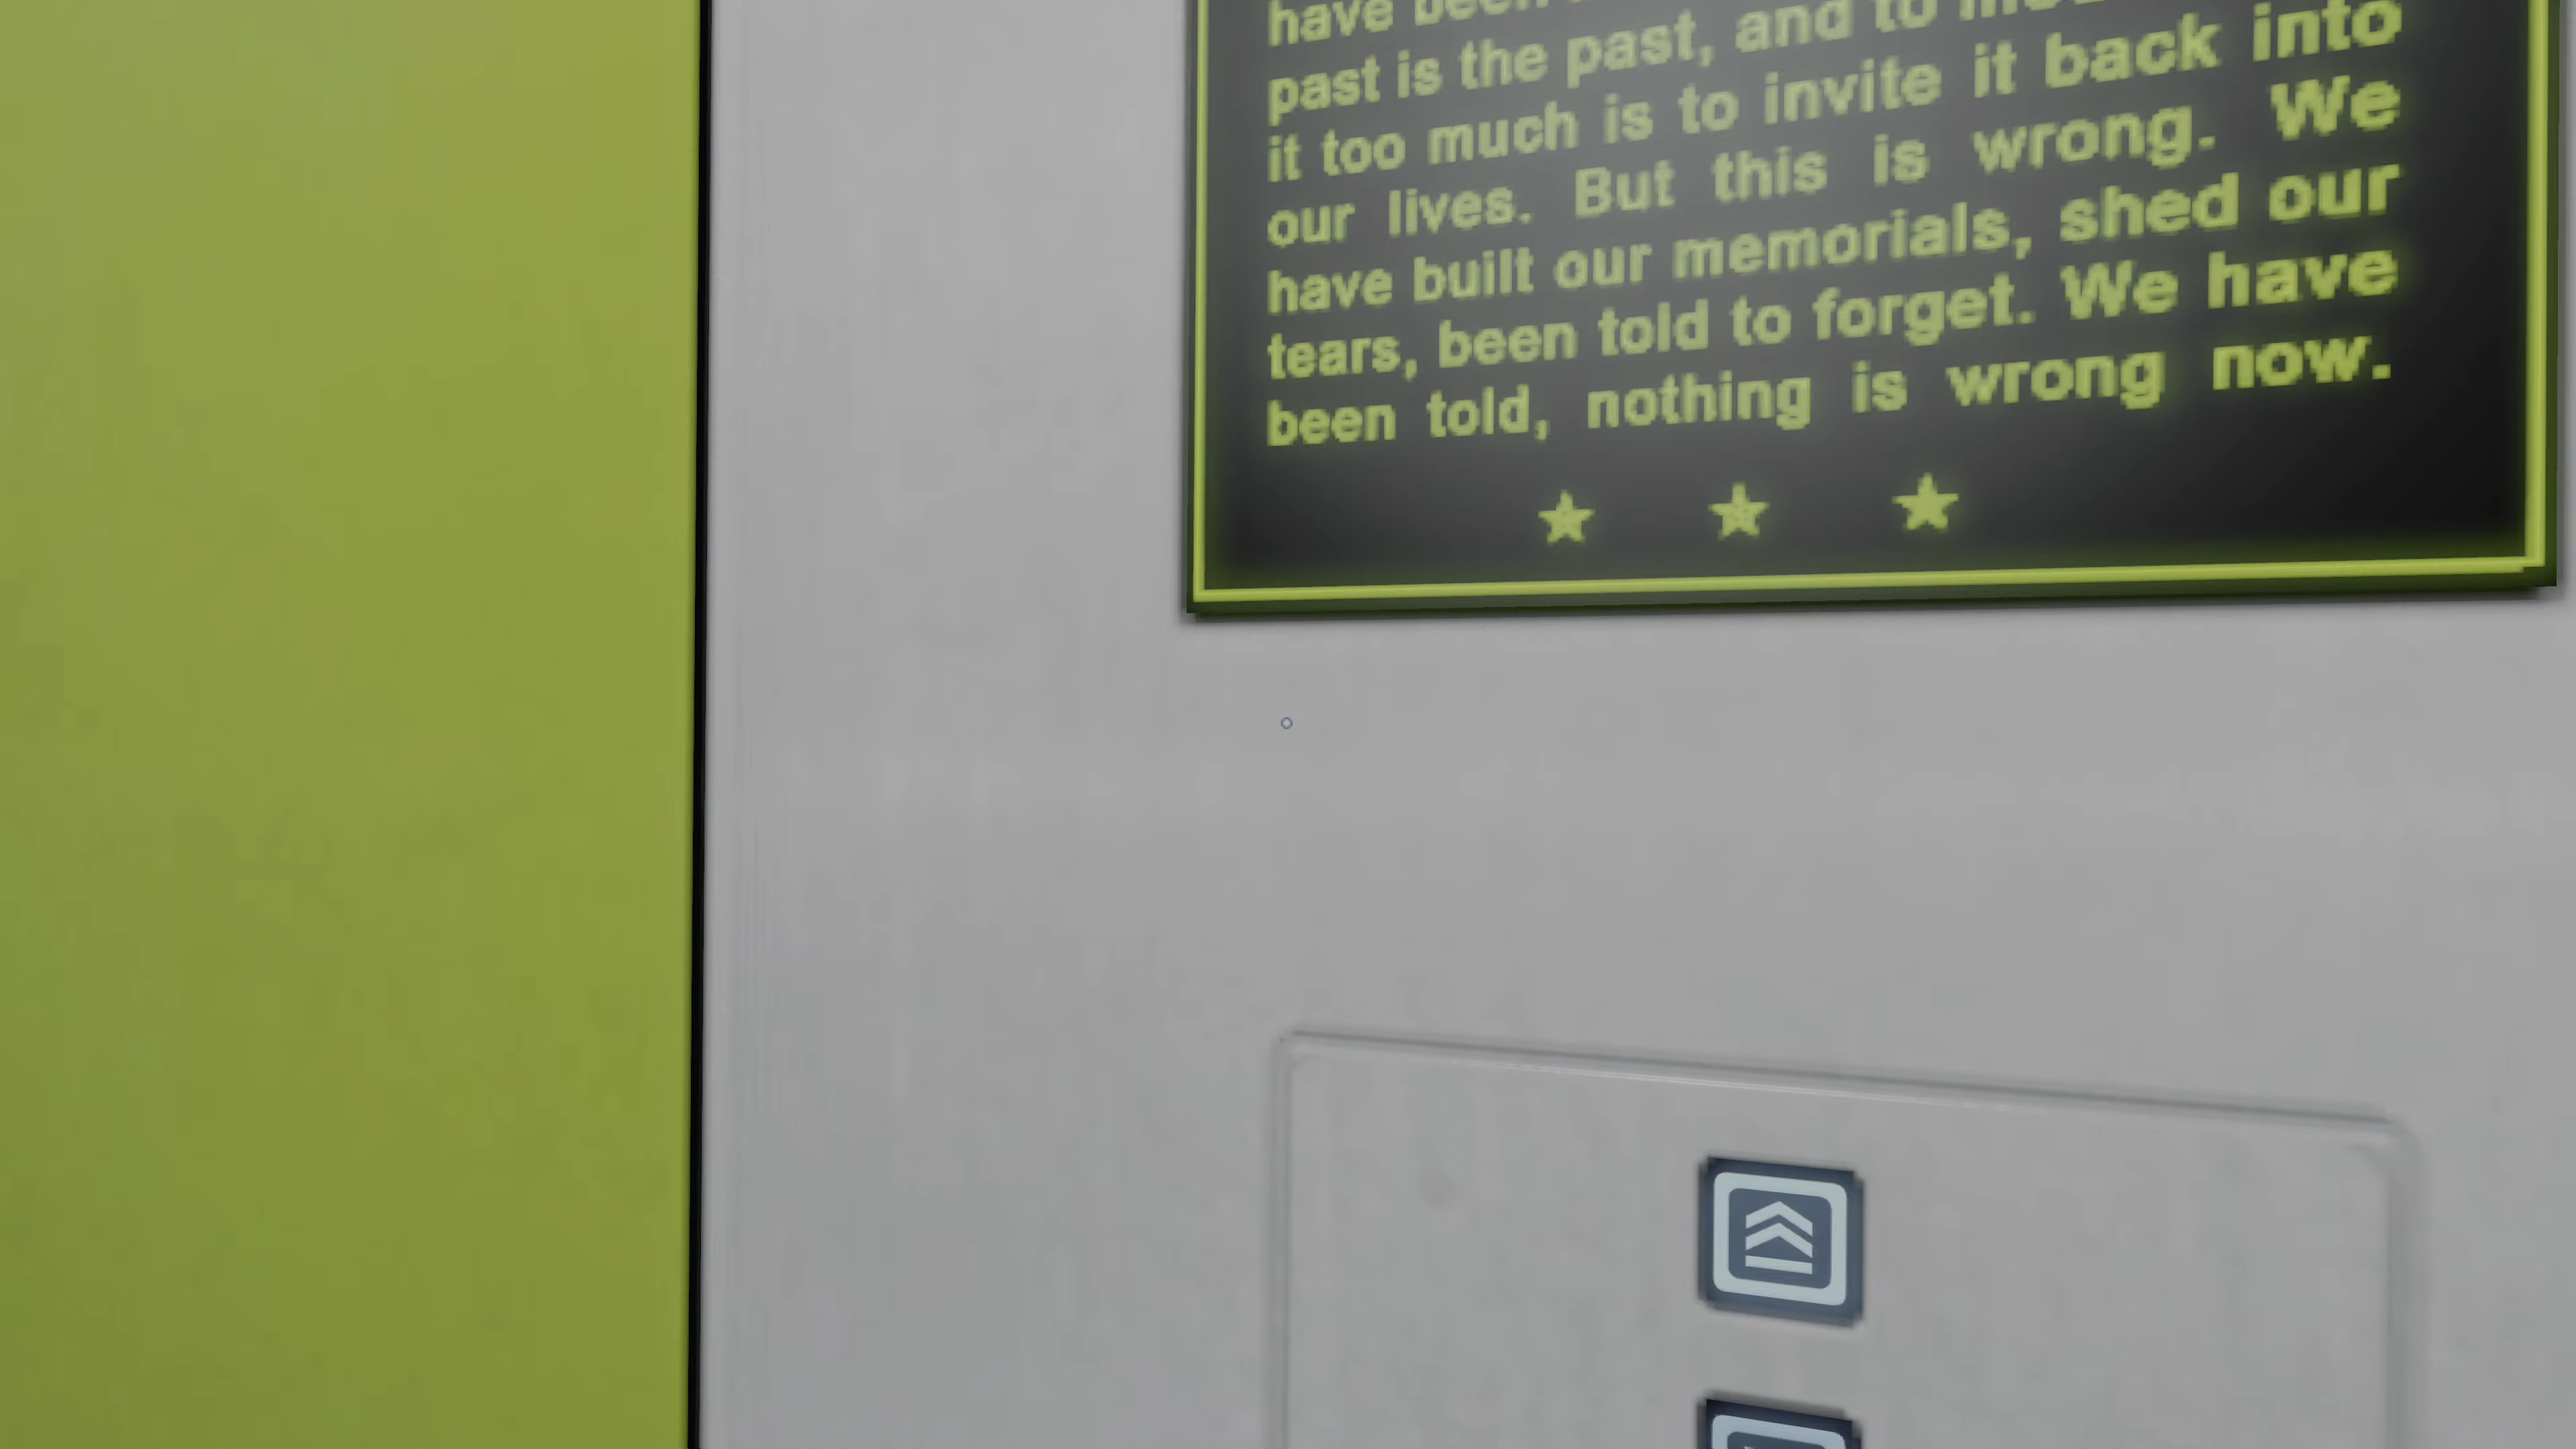 have been
past is the past, and to
it too much is to invite it back into
our lives. But this is wrong. We
have built our memorials, shed our
tears, been told to forget. We have
been told, nothing is wrong now.